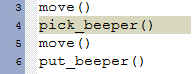 3 move()
4 pick_beeper()
5 move()
6 put_beeper()